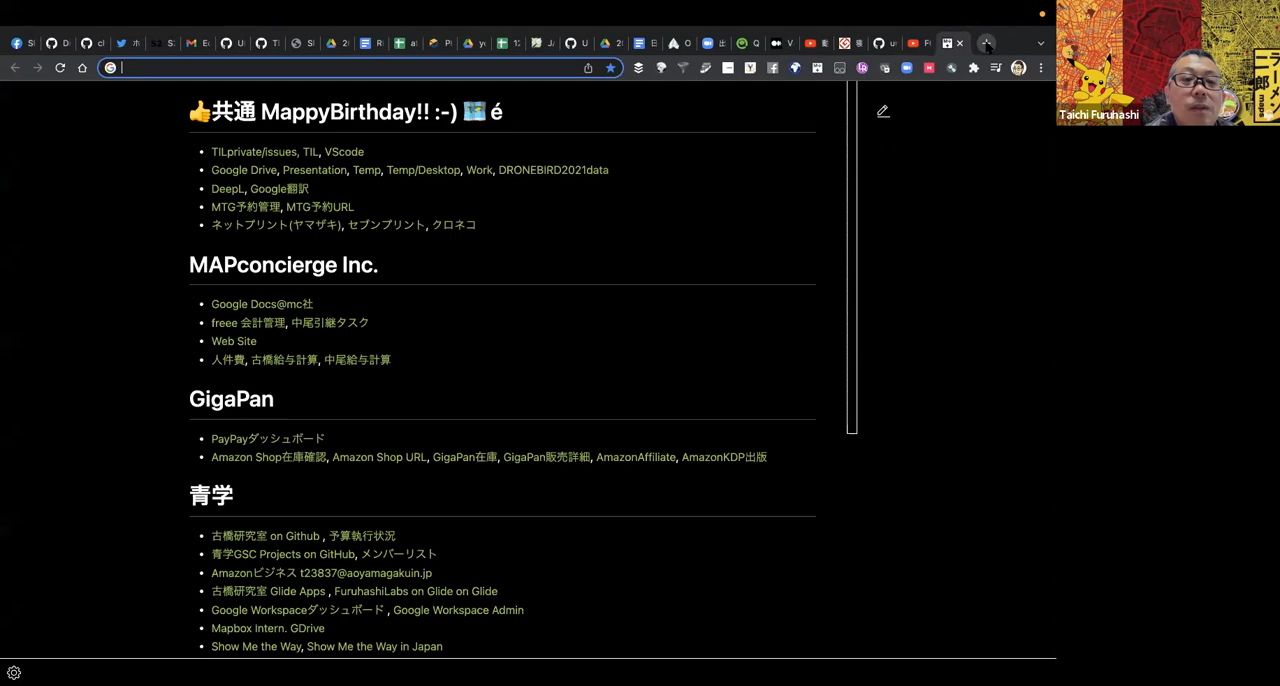 👍共通 MappyBirthday!! :-) 🗺️ é
TILprivate/issues, TIL, VScode
Google Drive, Presentation, Temp, Temp/Desktop, Work, DRONEBIRD2021data
DeepL, Google翻訳
MTG予約管理, MTG予約URL
ネットプリント(ヤマザキ), セブンプリント, クロネコ
MAPconcierge Inc.
Google Docs@mc社
freee 会計管理, 中尾引継タスク
Web Site
人件費, 古橋給与計算, 中尾給与計算
GigaPan
PayPayダッシュボード
Amazon Shop在庫確認, Amazon Shop URL, GigaPan在庫, GigaPan販売詳細, AmazonAffiliate, AmazonKDP出版
青学
古橋研究室 on Github , 予算執行状況
青学GSC Projects on GitHub, メンバーリスト
Amazonビジネス t23837@aoyamagakuin.jp
古橋研究室 Glide Apps , FuruhashiLabs on Glide on Glide
Google Workspaceダッシュボード , Google Workspace Admin
Mapbox Intern. GDrive
Show Me the Way, Show Me the Way in Japan
Taichi Furuhashi
ラーメン
二郎